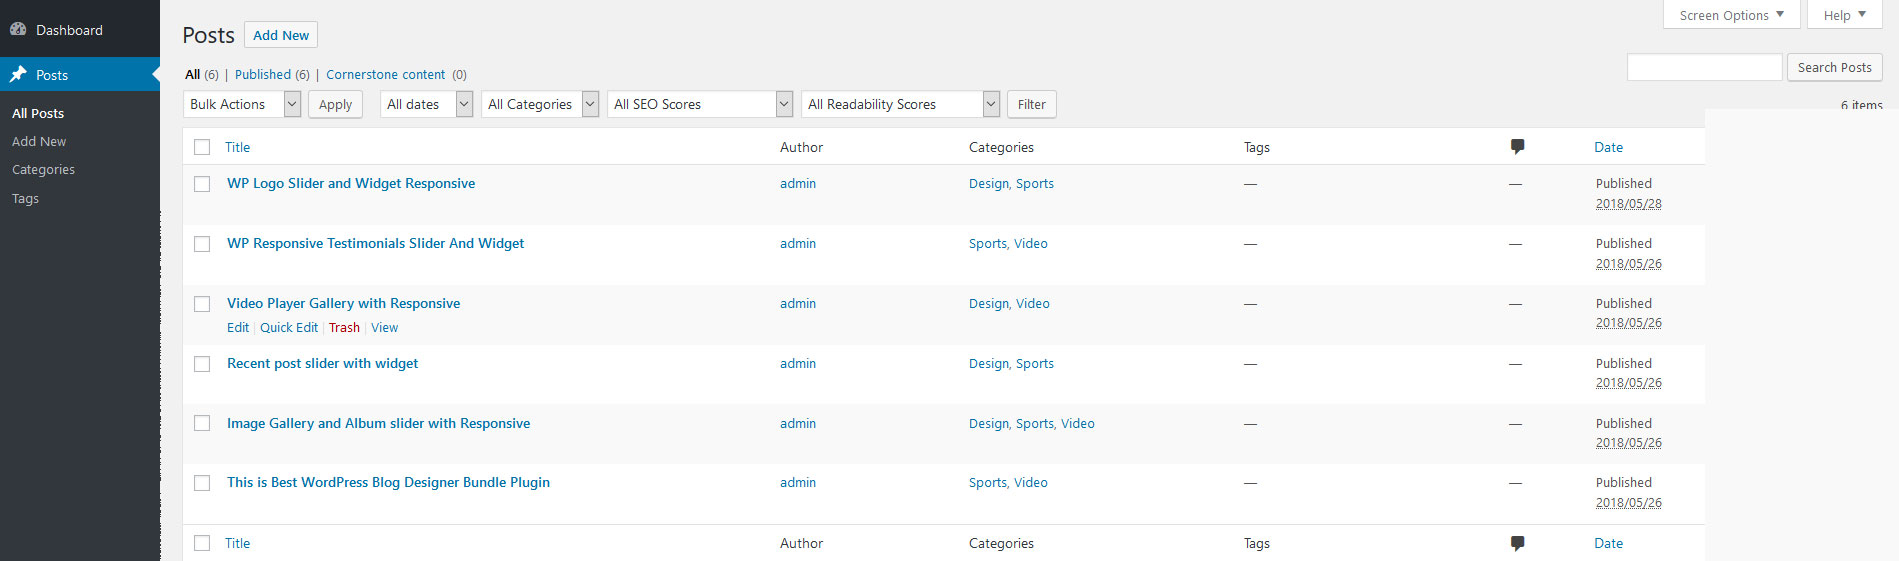 Dashboard
Posts
All Posts
Add New
Categories
Tags
Screen Options
Help
Posts Add New
All (6) | Published (6) | Cornerstone content (0)
Search Posts
Bulk Actions Apply All dates All Categories All SEO Scores All Readability Scores Filter
6 items
Title Author Categories Tags Date
WP Logo Slider and Widget Responsive admin Design, Sports — — Published
2018/05/28
WP Responsive Testimonials Slider And Widget admin Sports, Video — — Published
2018/05/26
Video Player Gallery with Responsive admin Design, Video — — Published
Edit | Quick Edit | Trash | View 2018/05/26
Recent post slider with widget admin Design, Sports — — Published
2018/05/26
Image Gallery and Album slider with Responsive admin Design, Sports, Video — — Published
2018/05/26
This is Best WordPress Blog Designer Bundle Plugin admin Sports, Video — — Published
2018/05/26
Title Author Categories Tags Date